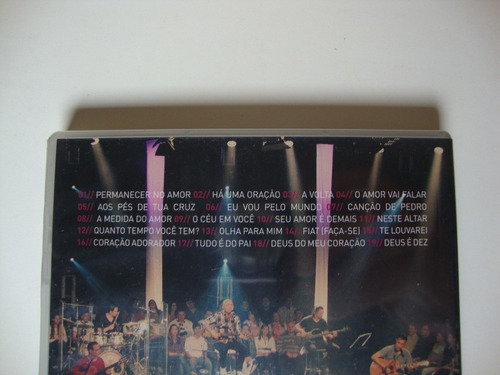 01// PERMANECER NO AMOR 02// HÁ UMA ORAÇÃO 03// A VOLTA 04// O AMOR VAI FALAR
05// AOS PÉS DE TUA CRUZ 06// EU VOU PELO MUNDO 07// CANÇÃO DE PEDRO
08// A MEDIDA DO AMOR 09// O CÉU EM VOCÊ 10// SEU AMOR É DEMAIS 11// NESTE ALTAR
12// QUANTO TEMPO VOCÊ TEM? 13// OLHA PARA MIM 14// FIAT (FAÇA-SE) 15// TE LOUVAREI
16// CORAÇÃO ADORADOR 17// TUDO É DO PAI 18// DEUS DO MEU CORAÇÃO 19// DEUS É DEZ